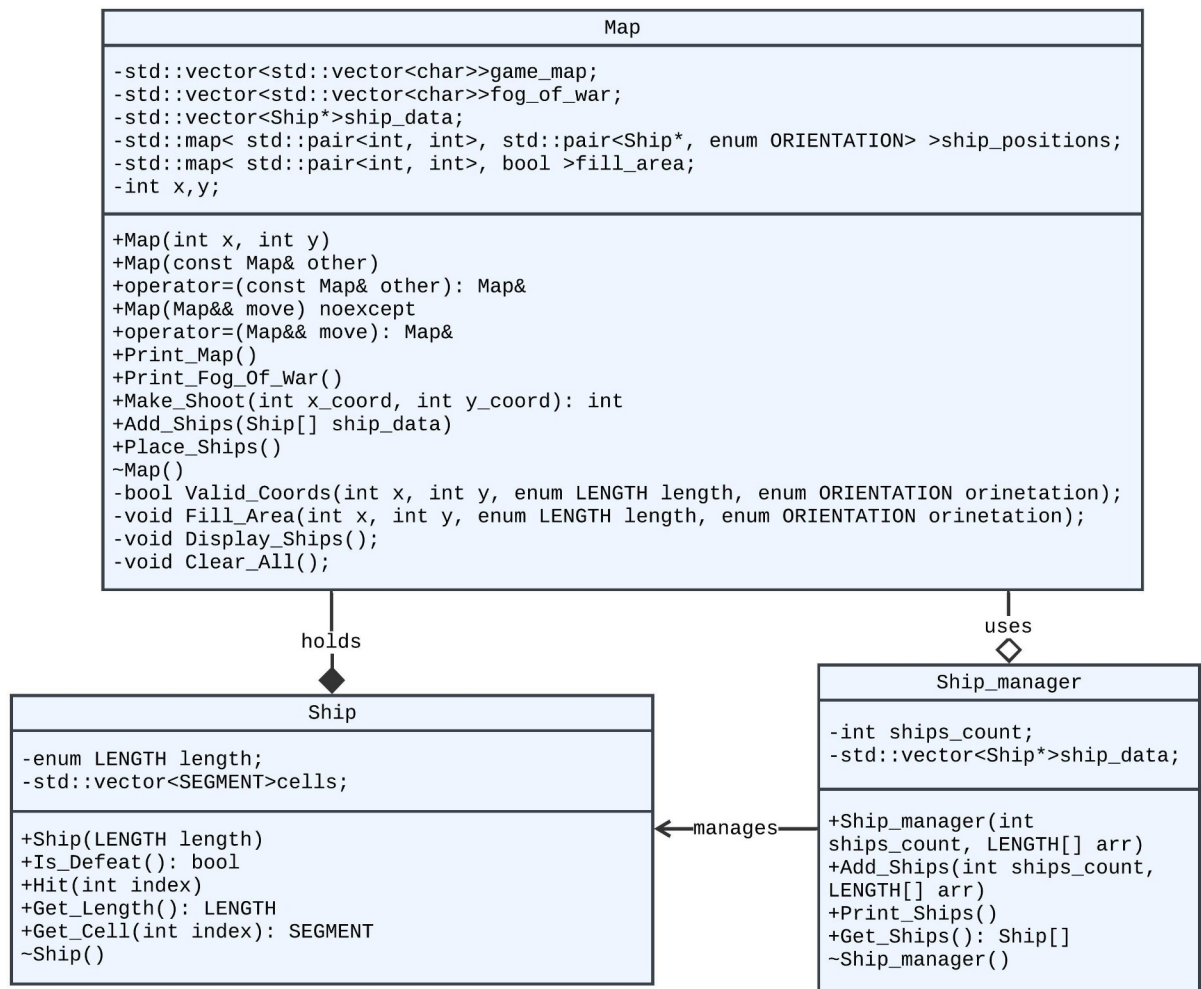 Map
-std::vector<std::vector<char>>game_map;
-std::vector<std::vector<char>>fog_of_war;
-std::vector<Ship*>ship_data;
-std::map< std::pair<int, int>, std::pair<Ship*, enum ORIENTATION> >ship_positions;
-std::map< std::pair<int, int>, bool >fill_area;
-int x,y;
+Map(int x, int y)
+Map(const Map& other)
+operator=(const Map& other): Map&
+Map(Map&& move) noexcept
+operator=(Map&& move): Map&
+Print_Map()
+Print_Fog_Of_War()
+Make_Shoot(int x_coord, int y_coord): int
+Add_Ships(Ship[] ship_data)
+Place_Ships()
~Map()
-bool Valid_Coords(int x, int y, enum LENGTH length, enum ORIENTATION orinetation);
-void Fill_Area(int x, int y, enum LENGTH length, enum ORIENTATION orinetation);
-void Display_Ships();
-void Clear_All();
holds
uses
Ship
-enum LENGTH length;
-std::vector<SEGMENT>cells;
+Ship(LENGTH length)
+Is_Defeat(): bool
+Hit(int index)
+Get_Length(): LENGTH
+Get_Cell(int index): SEGMENT
~Ship()
manages
Ship_manager
-int ships_count;
-std::vector<Ship*>ship_data;
+Ship_manager(int
ships_count, LENGTH[] arr)
+Add_Ships(int ships_count,
LENGTH[] arr)
+Print_Ships()
+Get_Ships(): Ship[]
~Ship_manager()